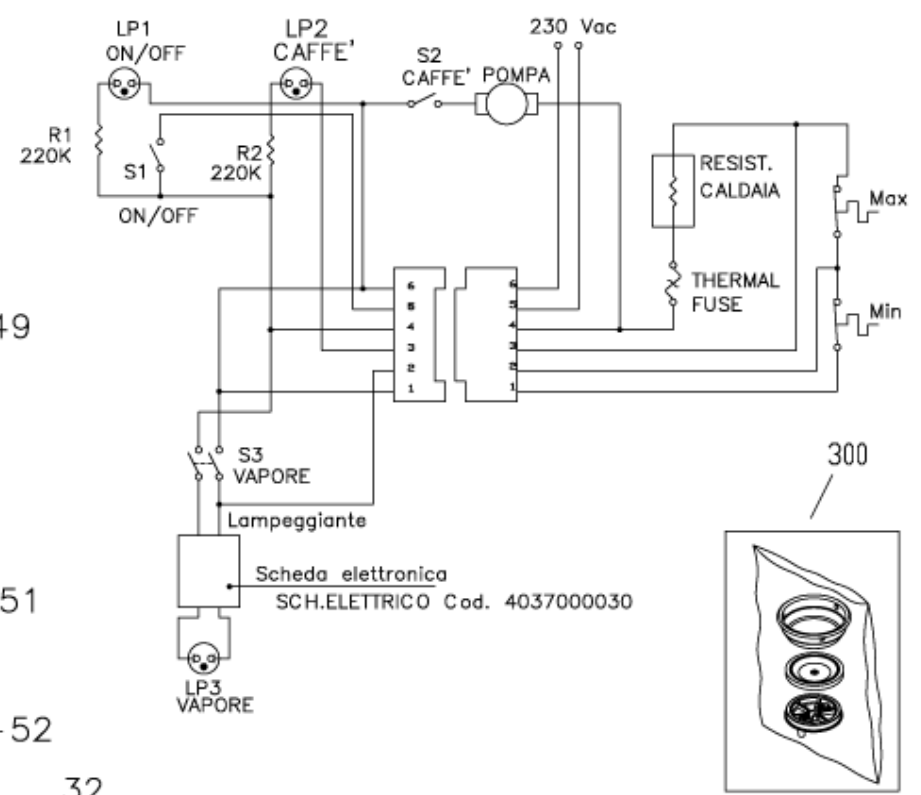 LP1
ON/OFF
LP2
CAFFE'
230 Vac
S2
CAFFE'
POMPA
R1
220K
S1
R2
220K
ON/OFF
RESIST.
CALDAIA
Max
THERMAL
FUSE
Min
6
5
4
3
2
1
6
5
4
3
2
1
49
S3
VAPORE
Lampeggiante
300
Scheda elettronica
SCH.ELETTRICO Cod. 4037000030
51
LP3
VAPORE
52
32